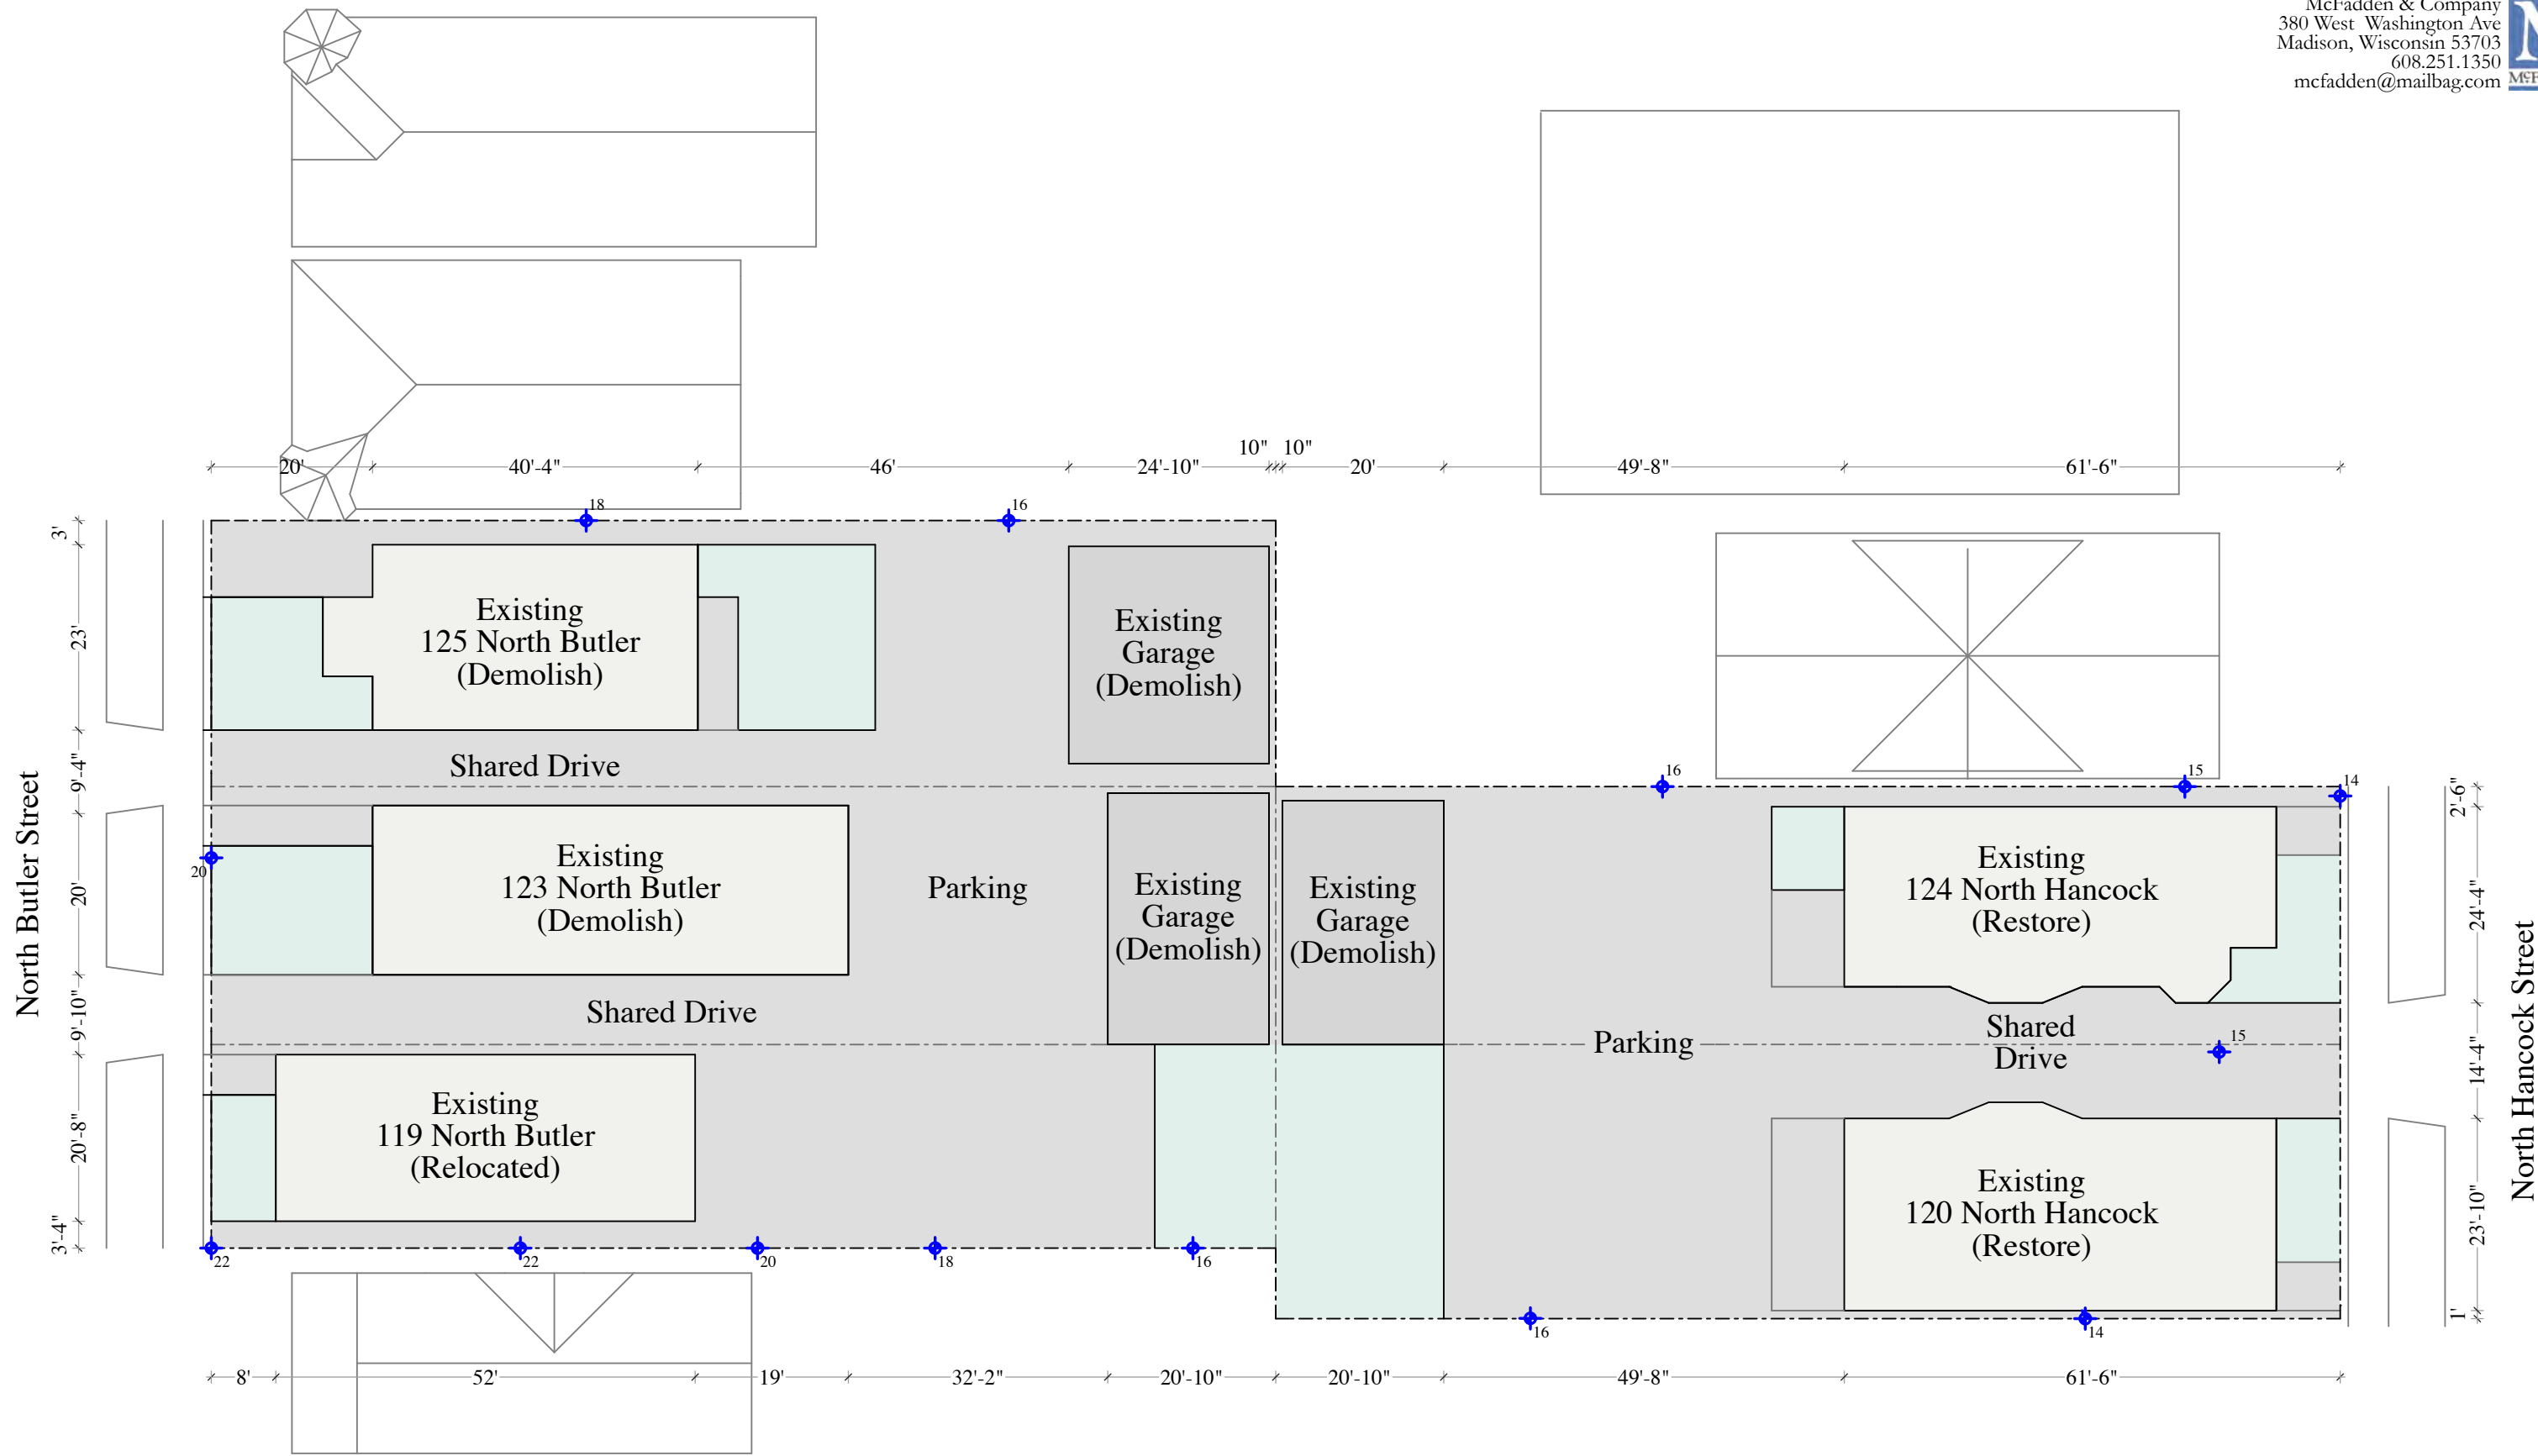 McFadden & Company
380 West Washington Ave
Madison, Wisconsin 53703
608.251.1350
mcfadden@mailbag.com
10" 10"
20' 40'-4" 46' 24'-10" 20' 49'-8" 61'-6"
18 16
3'
23'
9'-4"
20'
9'-10"
20'-8"
3'-4"
North Butler Street
Existing
125 North Butler
(Demolish)
Existing
Garage
(Demolish)
Shared Drive
16 15 14
20
Existing
123 North Butler
(Demolish)
Parking
Existing
Garage
(Demolish)
Existing
Garage
(Demolish)
Existing
124 North Hancock
(Restore)
Shared Drive
Parking
Shared
Drive
15
Existing
119 North Butler
(Relocated)
Existing
120 North Hancock
(Restore)
22 22 20 18 16
16 14
2'-6"
24'-4"
14'-4"
23'-10"
1'
North Hancock Street
8' 52' 19' 32'-2" 20'-10" 20'-10" 49'-8" 61'-6"